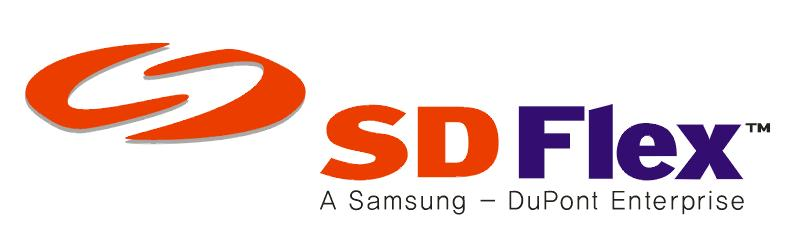 SD Flex™
A Samsung – DuPont Enterprise